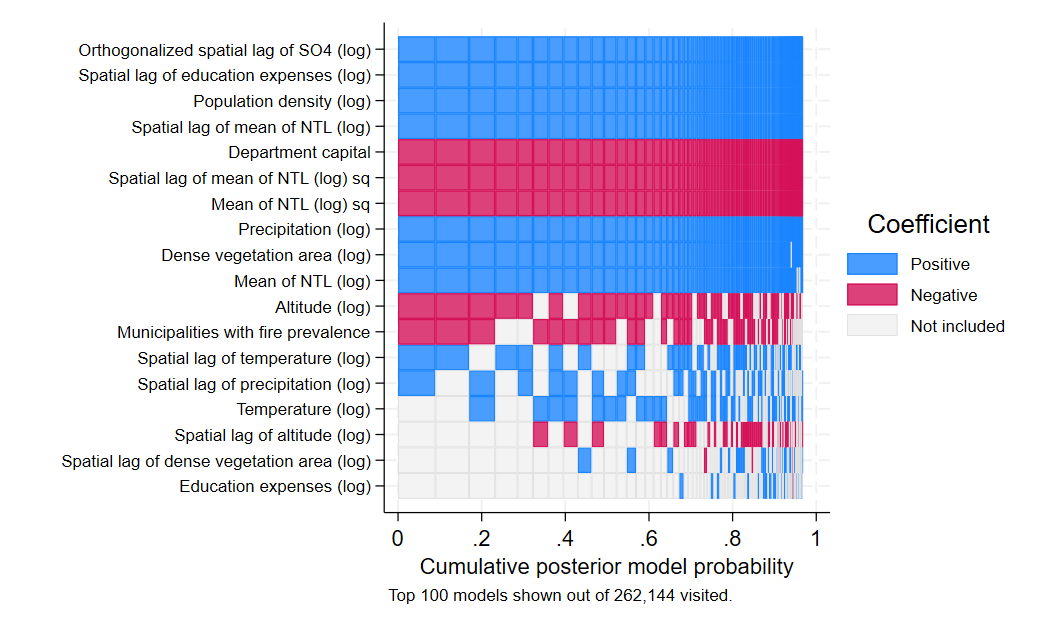 Orthogonalized spatial lag of SO4 (log)
Spatial lag of education expenses (log)
Population density (log)
Spatial lag of mean of NTL (log)
Department capital
Spatial lag of mean of NTL (log) sq
Mean of NTL (log) sq
Precipitation (log)
Dense vegetation area (log)
Mean of NTL (log)
Altitude (log)
Municipalities with fire prevalence
Spatial lag of temperature (log)
Spatial lag of precipitation (log)
Temperature (log)
Spatial lag of altitude (log)
Spatial lag of dense vegetation area (log)
Education expenses (log)
0 .2 .4 .6 .8 1
Cumulative posterior model probability
Top 100 models shown out of 262,144 visited.
Coefficient
Positive
Negative
Not included